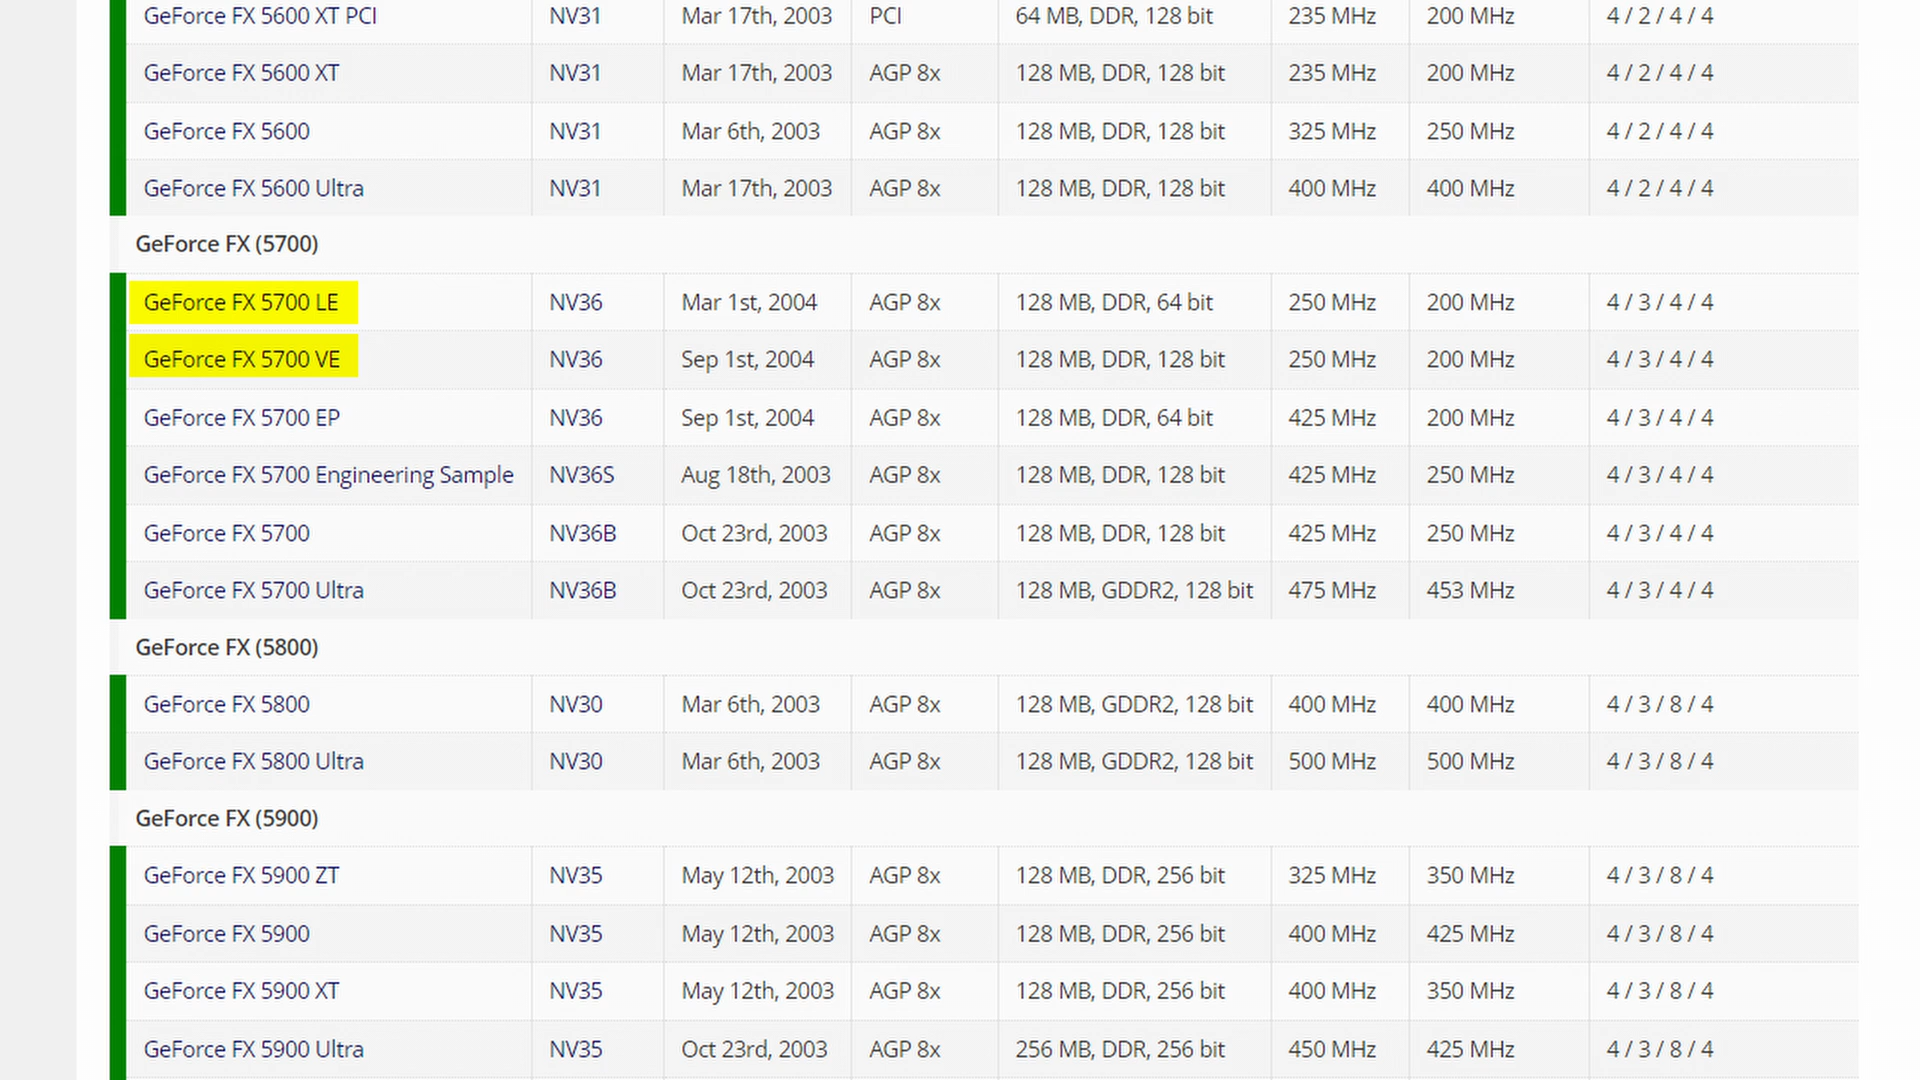 GeForce FX 5600 XT PCI NV31 Mar 17th, 2003 PCI 64 MB, DDR, 128 bit 235 MHz 200 MHz 4 / 2 / 4 / 4
GeForce FX 5600 XT NV31 Mar 17th, 2003 AGP 8x 128 MB, DDR, 128 bit 235 MHz 200 MHz 4 / 2 / 4 / 4
GeForce FX 5600 NV31 Mar 6th, 2003 AGP 8x 128 MB, DDR, 128 bit 325 MHz 250 MHz 4 / 2 / 4 / 4
GeForce FX 5600 Ultra NV31 Mar 17th, 2003 AGP 8x 128 MB, DDR, 128 bit 400 MHz 400 MHz 4 / 2 / 4 / 4
GeForce FX (5700)
GeForce FX 5700 LE NV36 Mar 1st, 2004 AGP 8x 128 MB, DDR, 64 bit 250 MHz 200 MHz 4 / 3 / 4 / 4
GeForce FX 5700 VE NV36 Sep 1st, 2004 AGP 8x 128 MB, DDR, 128 bit 250 MHz 200 MHz 4 / 3 / 4 / 4
GeForce FX 5700 EP NV36 Sep 1st, 2004 AGP 8x 128 MB, DDR, 64 bit 425 MHz 200 MHz 4 / 3 / 4 / 4
GeForce FX 5700 Engineering Sample NV36S Aug 18th, 2003 AGP 8x 128 MB, DDR, 128 bit 425 MHz 250 MHz 4 / 3 / 4 / 4
GeForce FX 5700 NV36B Oct 23rd, 2003 AGP 8x 128 MB, DDR, 128 bit 425 MHz 250 MHz 4 / 3 / 4 / 4
GeForce FX 5700 Ultra NV36B Oct 23rd, 2003 AGP 8x 128 MB, GDDR2, 128 bit 475 MHz 453 MHz 4 / 3 / 4 / 4
GeForce FX (5800)
GeForce FX 5800 NV30 Mar 6th, 2003 AGP 8x 128 MB, GDDR2, 128 bit 400 MHz 400 MHz 4 / 3 / 8 / 4
GeForce FX 5800 Ultra NV30 Mar 6th, 2003 AGP 8x 128 MB, GDDR2, 128 bit 500 MHz 500 MHz 4 / 3 / 8 / 4
GeForce FX (5900)
GeForce FX 5900 ZT NV35 May 12th, 2003 AGP 8x 128 MB, DDR, 256 bit 325 MHz 350 MHz 4 / 3 / 8 / 4
GeForce FX 5900 NV35 May 12th, 2003 AGP 8x 128 MB, DDR, 256 bit 400 MHz 425 MHz 4 / 3 / 8 / 4
GeForce FX 5900 XT NV35 May 12th, 2003 AGP 8x 128 MB, DDR, 256 bit 400 MHz 350 MHz 4 / 3 / 8 / 4
GeForce FX 5900 Ultra NV35 Oct 23rd, 2003 AGP 8x 256 MB, DDR, 256 bit 450 MHz 425 MHz 4 / 3 / 8 / 4